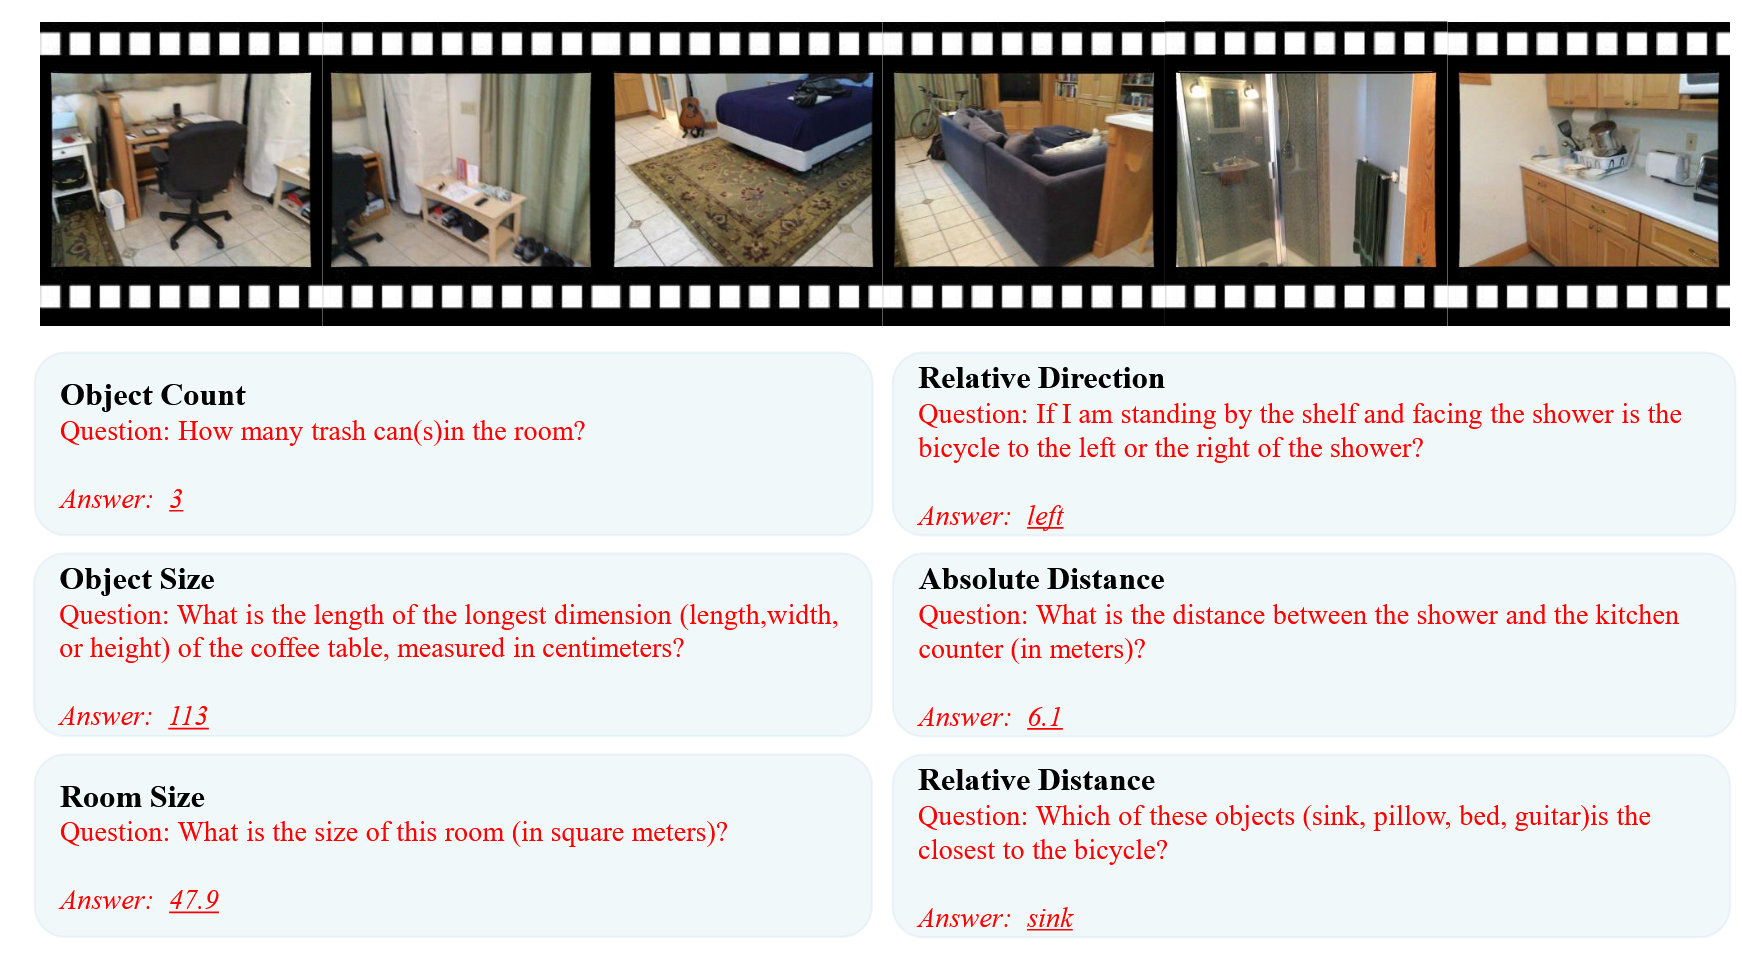 Object Count
Question: How many trash can(s)in the room?
Answer: 3
Relative Direction
Question: If I am standing by the shelf and facing the shower is the
bicycle to the left or the right of the shower?
Answer: left
Object Size
Question: What is the length of the longest dimension (length,width,
or height) of the coffee table, measured in centimeters?
Answer: 113
Absolute Distance
Question: What is the distance between the shower and the kitchen
counter (in meters)?
Answer: 6.1
Room Size
Question: What is the size of this room (in square meters)?
Answer: 47.9
Relative Distance
Question: Which of these objects (sink, pillow, bed, guitar)is the
closest to the bicycle?
Answer: sink